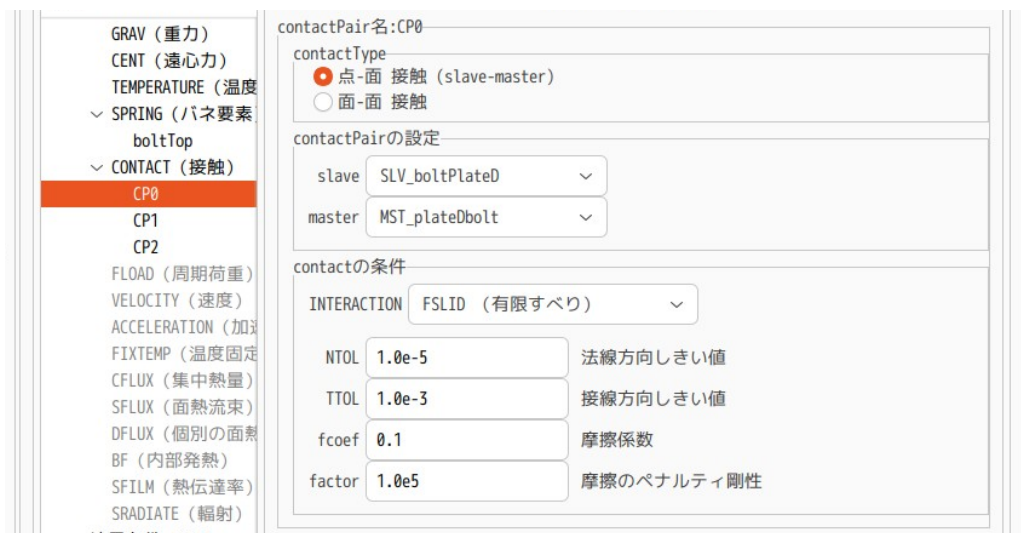 GRAV (重力)
CENT (遠心力)
TEMPERATURE (温度
SPRING (バネ要素
boltTop
CONTACT (接触)
CP0
CP1
CP2
FLOAD (周期荷重)
VELOCITY (速度)
ACCELERATION (加速
FIXTEMP (温度固定
CFLUX (集中熱量)
SFLUX (面熱流束)
DFLUX (個別の面熱
BF (内部発熱)
SFILM (熱伝達率)
SRADIATE (輻射)
contactPair名:CP0
contactType
点-面 接触 (slave-master)
面-面 接触
contactPairの設定
slave SLV_boltPlateD
master MST_plateDbolt
contactの条件
INTERACTION FSLID (有限すべり)
NTOL 1.0e-5 法線方向しきい値
TTOL 1.0e-3 接線方向しきい値
fcoef 0.1 摩擦係数
factor 1.0e5 摩擦のペナルティ剛性